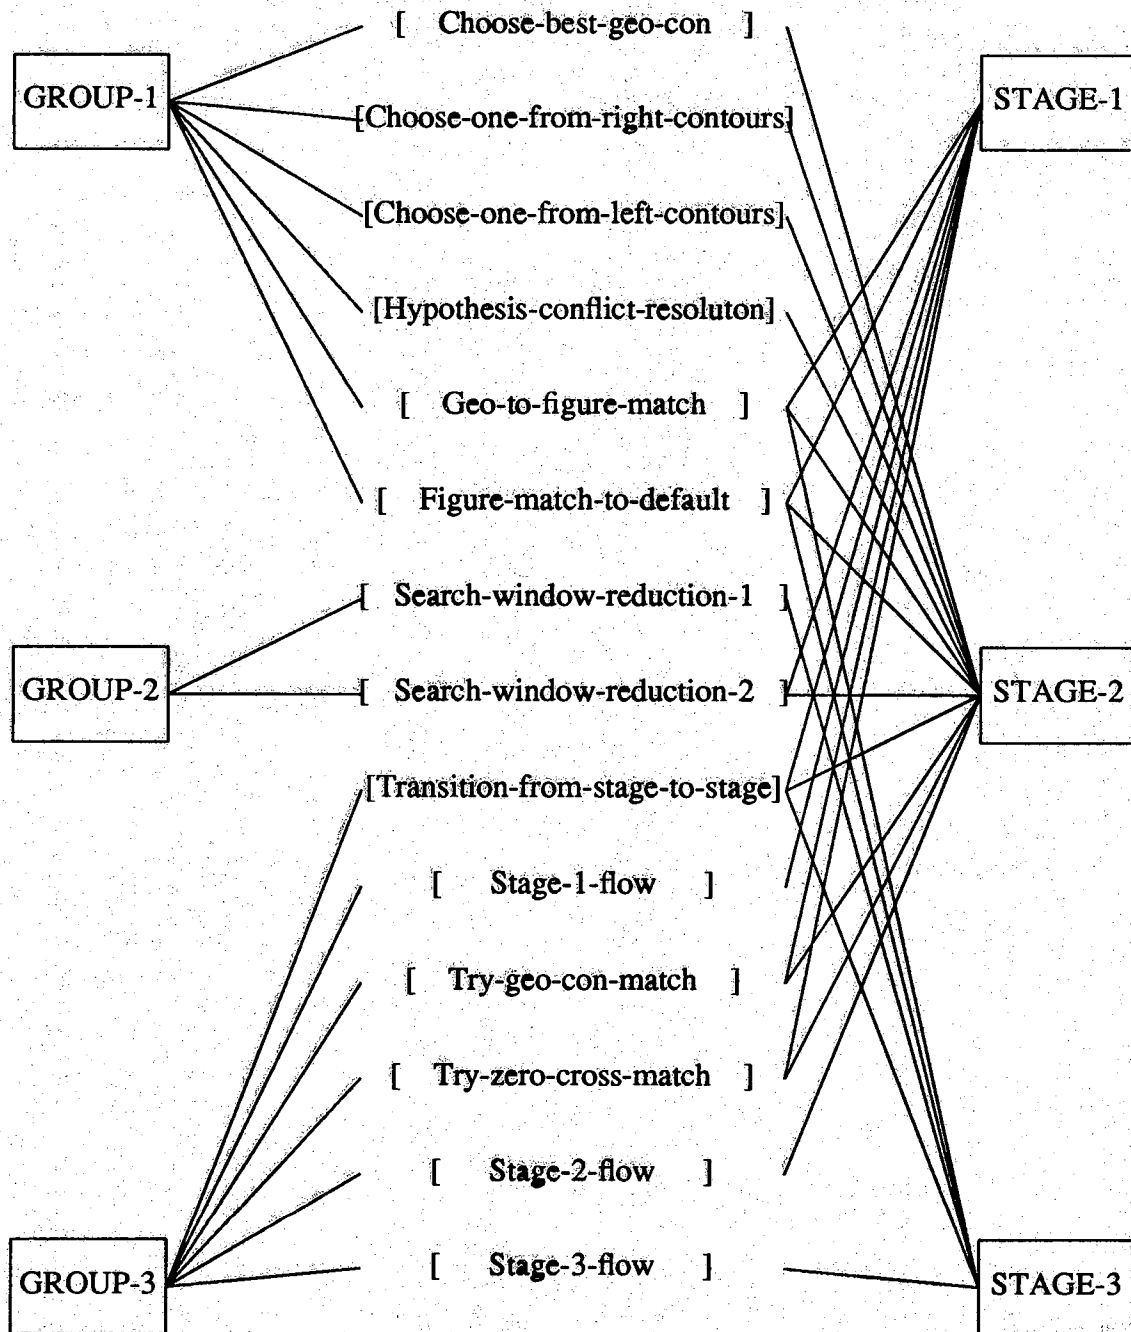 [ Choose-best-geo-con ]
GROUP-1
STAGE-1
[Choose-one-from-right-contours]
[Choose-one-from-left-contours]
[Hypothesis-conflict-resoluton]
[ Geo-to-figure-match ]
[ Figure-match-to-default ]
[ Search-window-reduction-1 ]
GROUP-2
[ Search-window-reduction-2 ]
STAGE-2
[Transition-from-stage-to-stage]
[ Stage-1-flow ]
[ Try-geo-con-match ]
[ Try-zero-cross-match ]
[ Stage-2-flow ]
[ Stage-3-flow ]
GROUP-3
STAGE-3